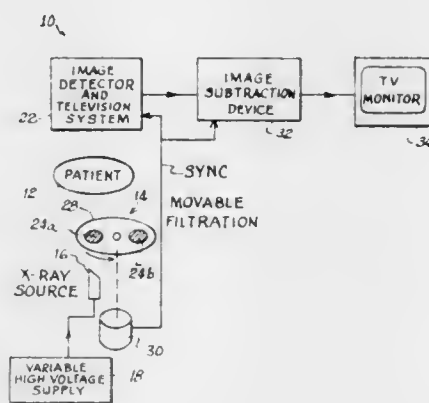 10
IMAGE
DETECTOR
AND
TELEVISION
SYSTEM
22
IMAGE
SUBTRACTION
DEVICE
32
TV
MONITOR
34
SYNC
12
PATIENT
MOVABLE
FILTRATION
28
14
24a
24b
16
X-RAY
SOURCE
30
VARIABLE
HIGH VOLTAGE
SUPPLY
18